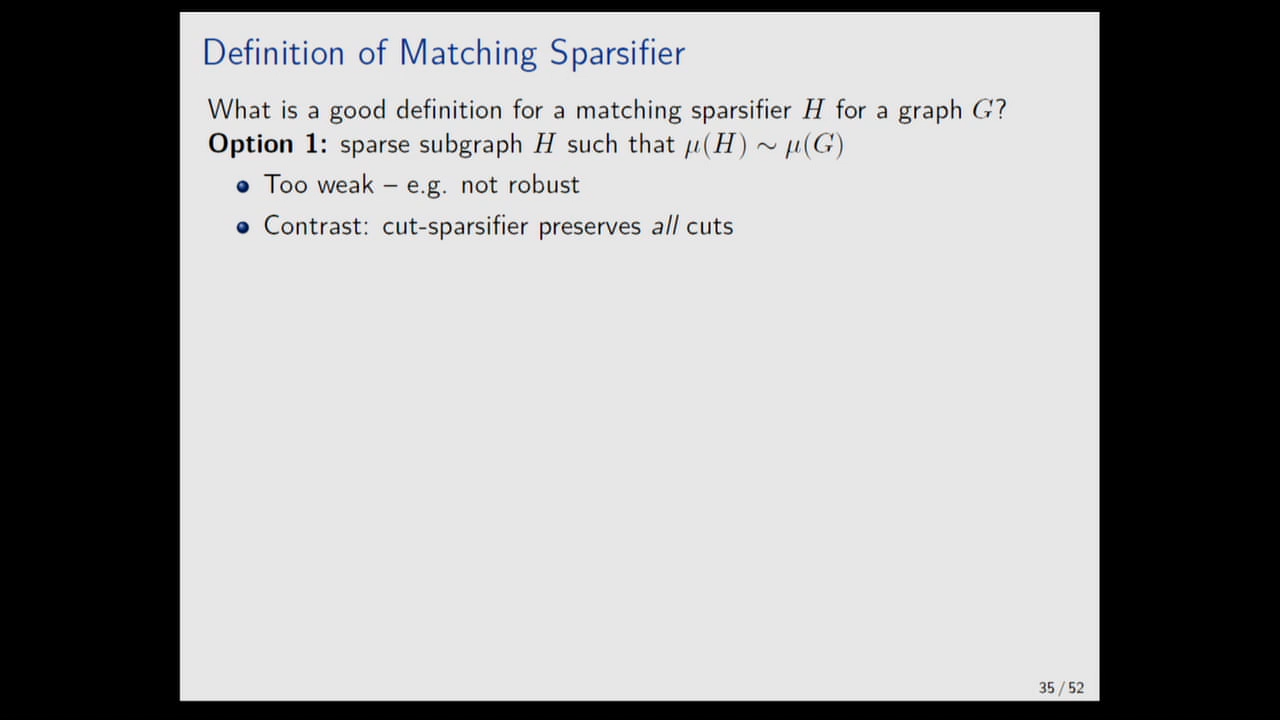 Definition of Matching Sparsifier
What is a good definition for a matching sparsifier H for a graph G?
Option 1: sparse subgraph H such that μ(H) ∼ μ(G)
Too weak – e.g. not robust
Contrast: cut-sparsifier preserves all cuts
35 / 52